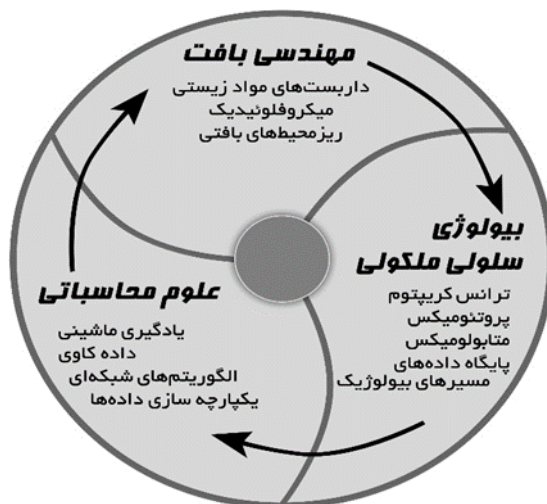 مهندسی بافت
داربست‌های مواد زیستی
میکروفلوئیدیک
ریزمحیط‌های بافتی
بیولوژی
سلولی ملکولی
ترانس کریپتوم
پروتئومیکس
متابولومیکس
پایگاه داده‌های
مسیرهای بیولوژیک
علوم محاسباتی
یادگیری ماشینی
داده کاوی
الگوریتم‌های شبکه‌ای
یکپارچه سازی داده‌ها